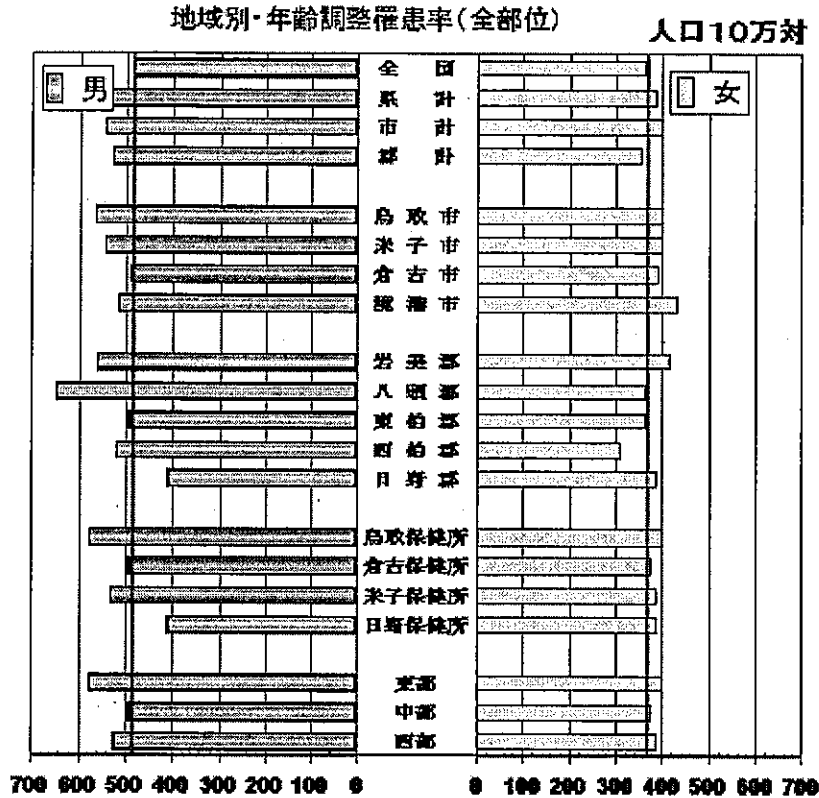 地域別・年齢調整罹患率(全部位)
人口10万対
男
女
全 国
県 計
市 計
郡 計
鳥取市
米子市
倉吉市
境港市
岩美郡
八頭郡
東伯郡
西伯郡
日野郡
鳥取保健所
倉吉保健所
米子保健所
日野保健所
東部
中部
西部
700 600 500 400 300 200 100 0
0 100 200 300 400 500 600 700